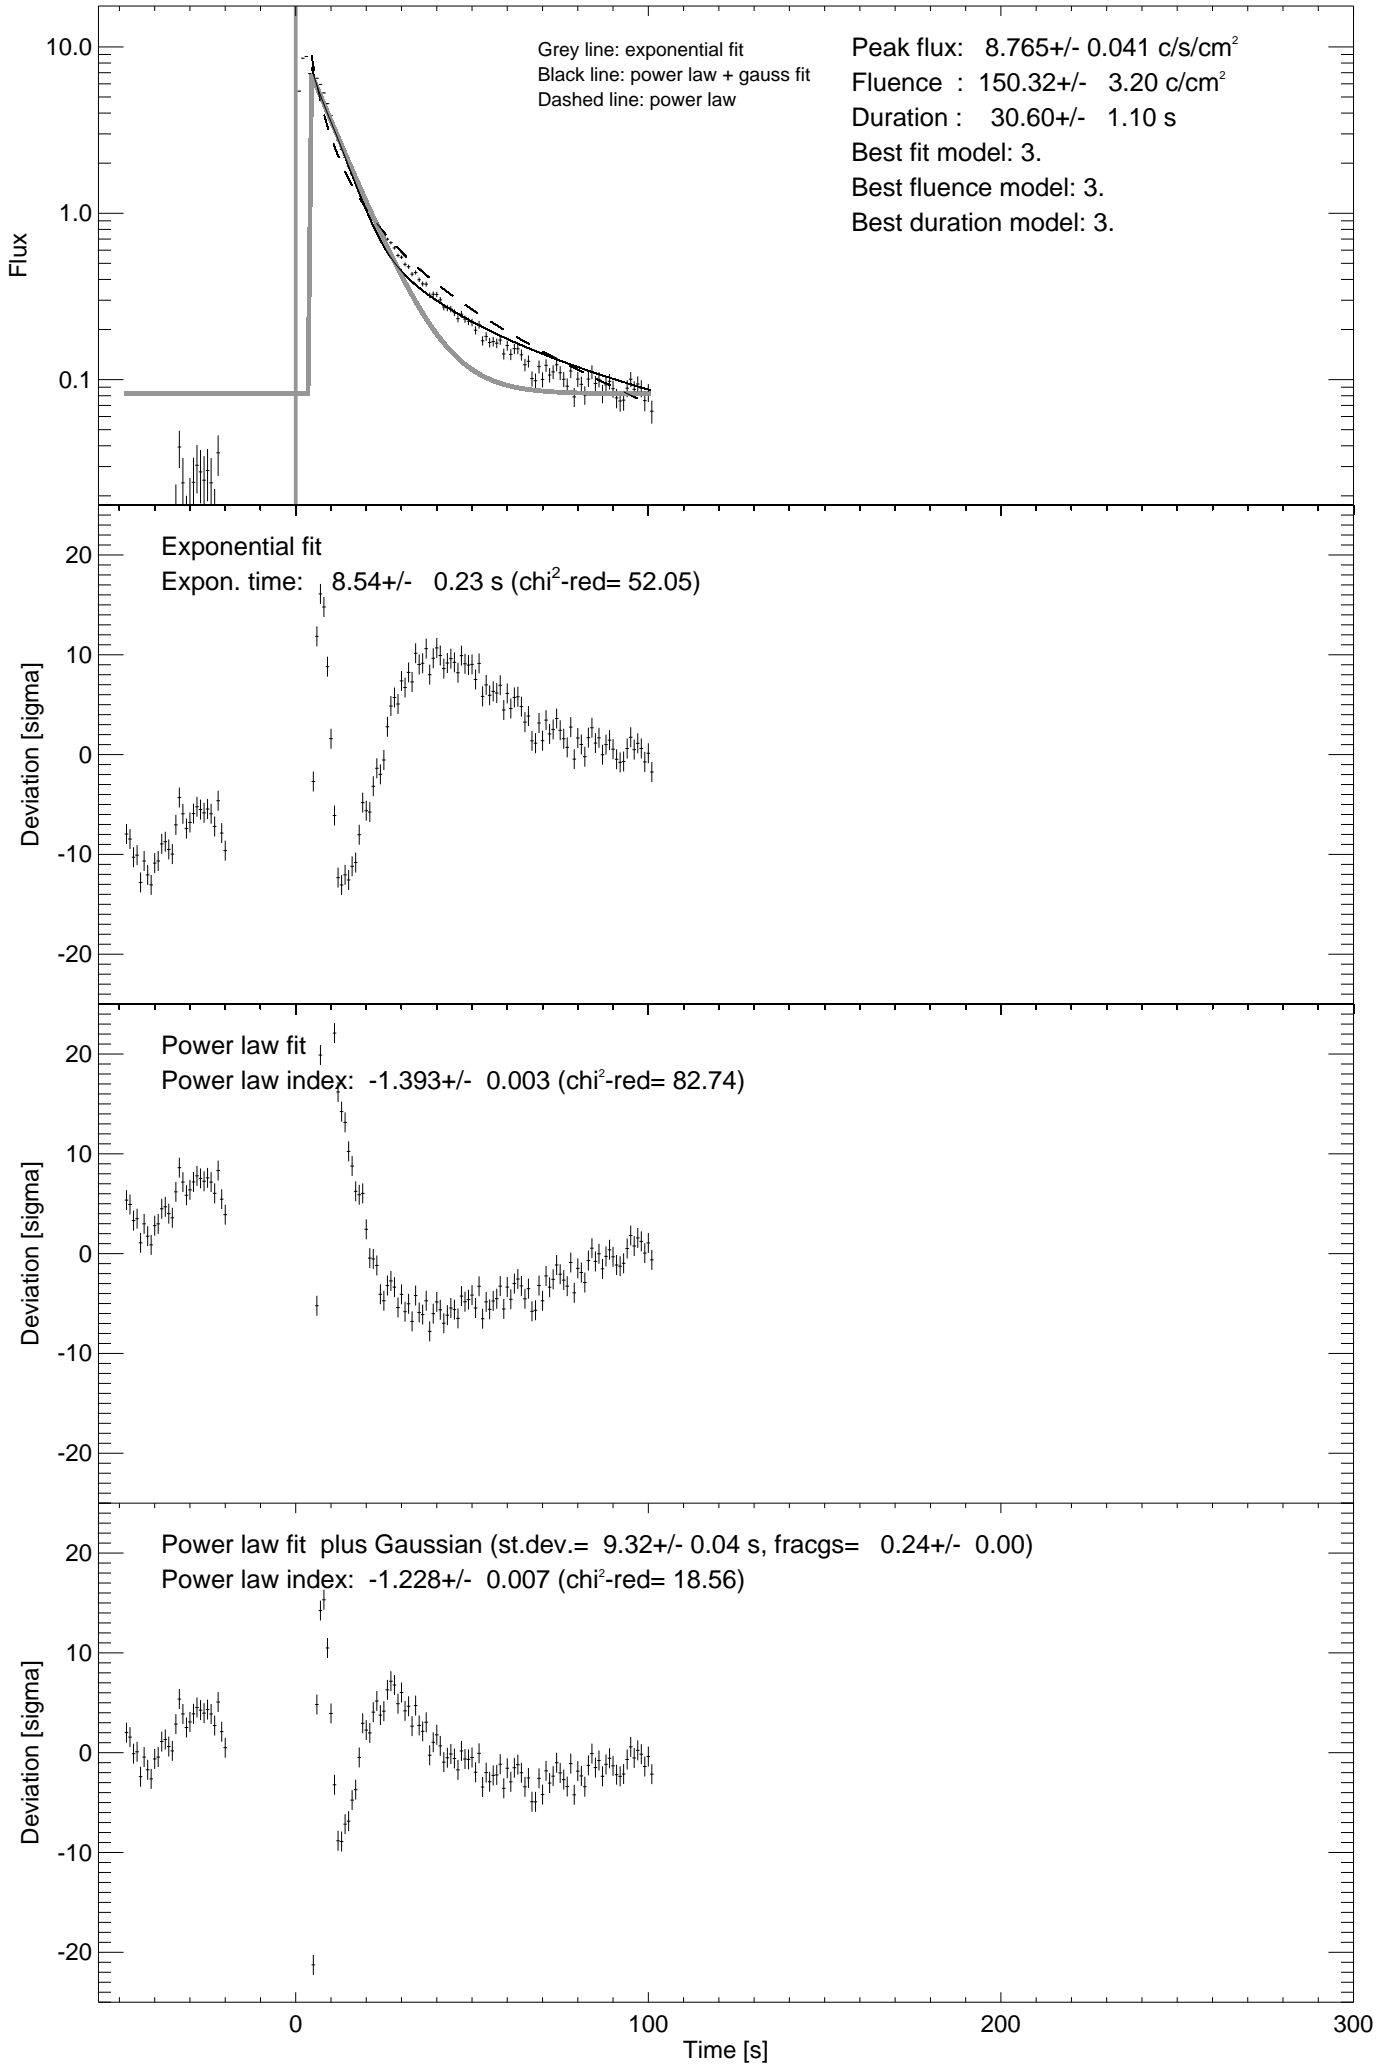 10.0
1.0
0.1
Flux
Grey line: exponential fit
Black line: power law + gauss fit
Dashed line: power law
Peak flux: 8.765+/- 0.041 c/s/cm²
Fluence : 150.32+/- 3.20 c/cm²
Duration : 30.60+/- 1.10 s
Best fit model: 3.
Best fluence model: 3.
Best duration model: 3.
20
10
0
-10
-20
Deviation [sigma]
Exponential fit
Expon. time: 8.54+/- 0.23 s (chi²-red= 52.05)
20
10
0
-10
-20
Deviation [sigma]
Power law fit
Power law index: -1.393+/- 0.003 (chi²-red= 82.74)
20
10
0
-10
-20
Deviation [sigma]
Power law fit plus Gaussian (st.dev.= 9.32+/- 0.04 s, fracgs= 0.24+/- 0.00)
Power law index: -1.228+/- 0.007 (chi²-red= 18.56)
0 100 200 300
Time [s]